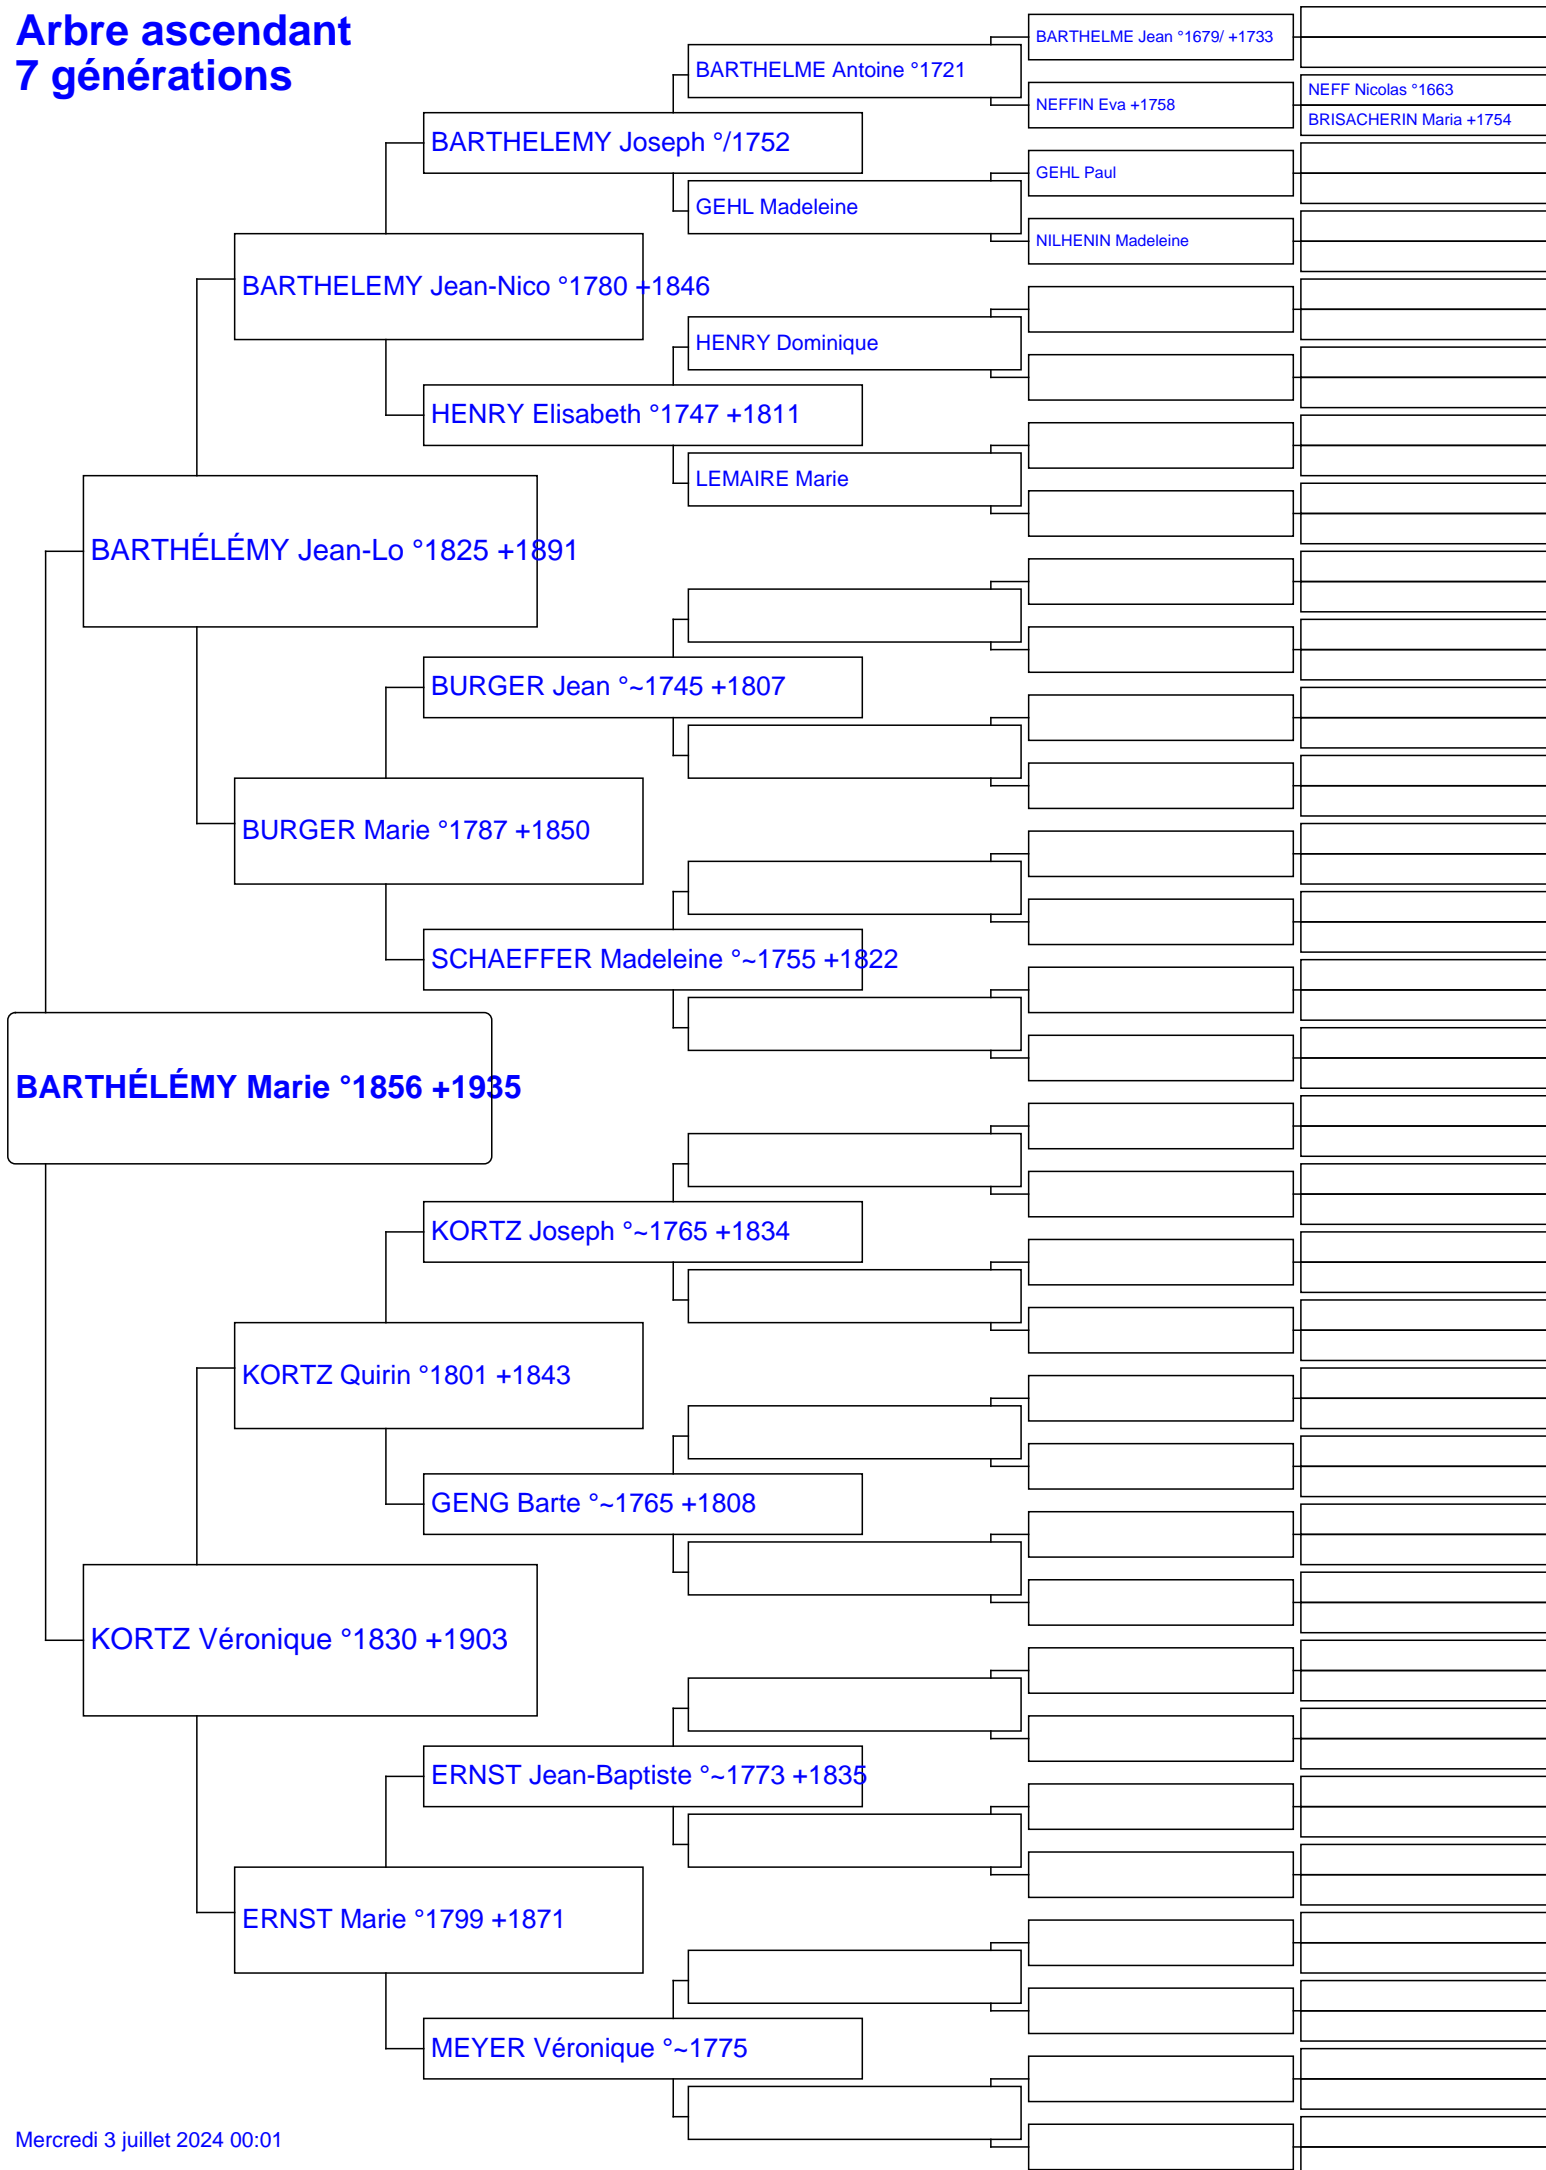 Arbre ascendant
7 générations
BARTHELME Jean °1679/ +1733
BARTHELME Antoine °1721
NEFF Nicolas °1663
NEFFIN Eva +1758
BRISACHERIN Maria +1754
BARTHELEMY Joseph °/1752
GEHL Paul
GEHL Madeleine
NILHENIN Madeleine
BARTHELEMY Jean-Nico °1780 +1846
HENRY Dominique
HENRY Elisabeth °1747 +1811
LEMAIRE Marie
BARTHÉLÉMY Jean-Lo °1825 +1891
BURGER Jean °~1745 +1807
BURGER Marie °1787 +1850
SCHAEFFER Madeleine °~1755 +1822
BARTHÉLÉMY Marie °1856 +1935
KORTZ Joseph °~1765 +1834
KORTZ Quirin °1801 +1843
GENG Barte °~1765 +1808
KORTZ Véronique °1830 +1903
ERNST Jean-Baptiste °~1773 +1835
ERNST Marie °1799 +1871
MEYER Véronique °~1775
Mercredi 3 juillet 2024 00:01